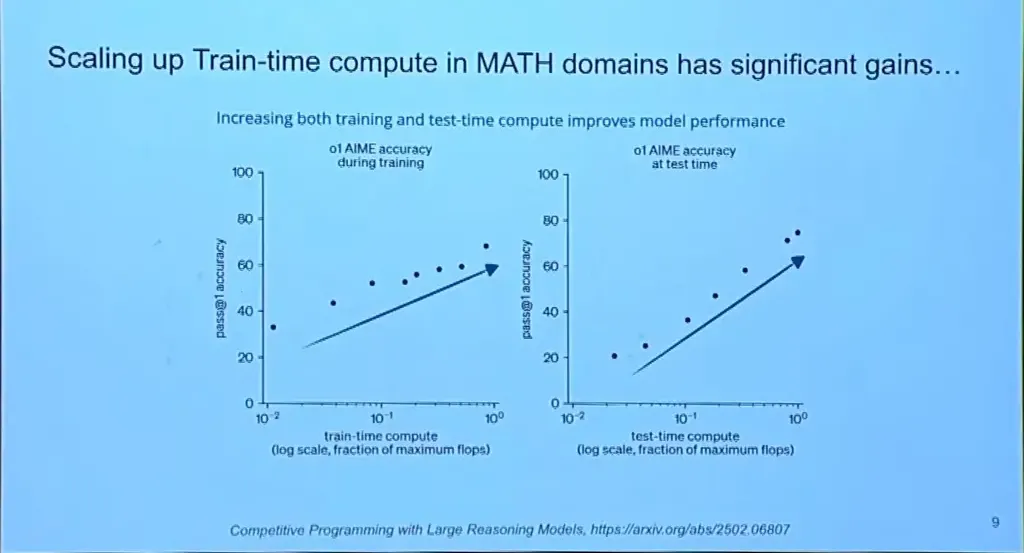 Scaling up Train-time compute in MATH domains has significant gains…
Increasing both training and test-time compute improves model performance
o1 AIME accuracy
during training
100
80
60
40
20
0
pass@1 accuracy
10⁻²
10⁻¹
10⁰
train-time compute
(log scale, fraction of maximum flops)
o1 AIME accuracy
at test time
100
80
60
40
20
0
pass@1 accuracy
10⁻²
10⁻¹
10⁰
test-time compute
(log scale, fraction of maximum flops)
Competitive Programming with Large Reasoning Models, https://arxiv.org/abs/2502.06807
9